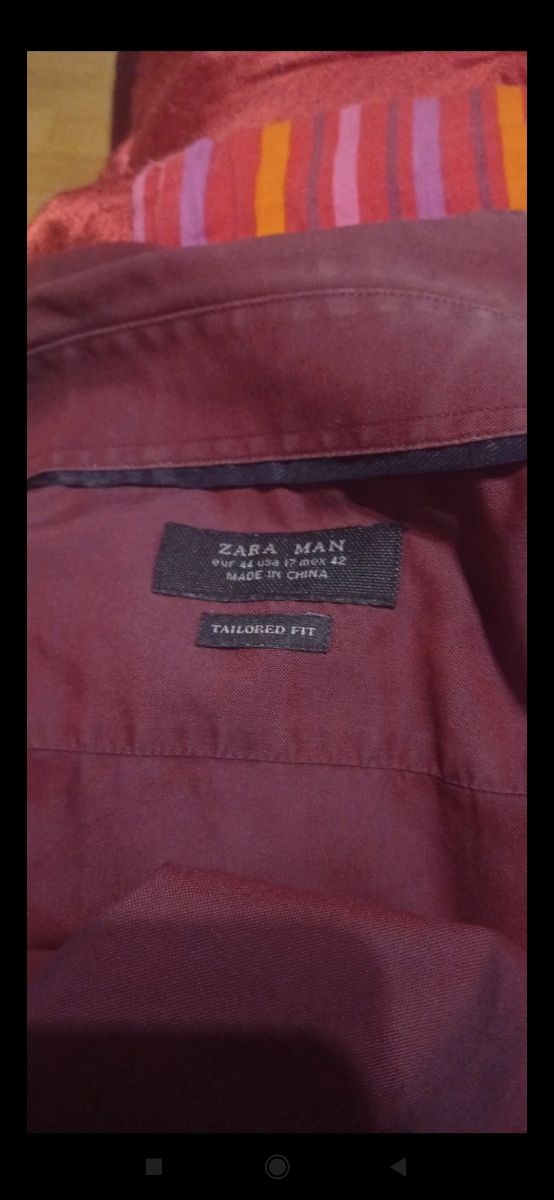 ZARA MAN
eur 44 usa 17 mex 42
MADE IN CHINA
TAILORED FIT